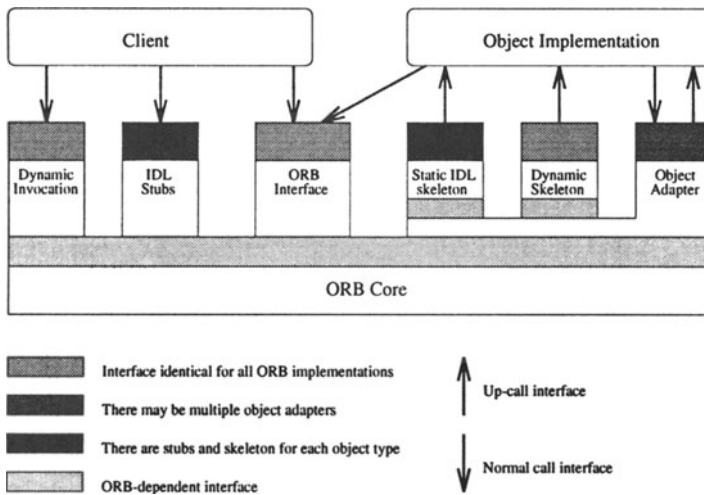 Client
Object Implementation
Dynamic
Invocation
IDL
Stubs
ORB
Interface
Static IDL
skeleton
Dynamic
Skeleton
Object
Adapter
ORB Core
Interface identical for all ORB implementations
There may be multiple object adapters
There are stubs and skeleton for each object type
ORB-dependent interface
Up-call interface
Normal call interface